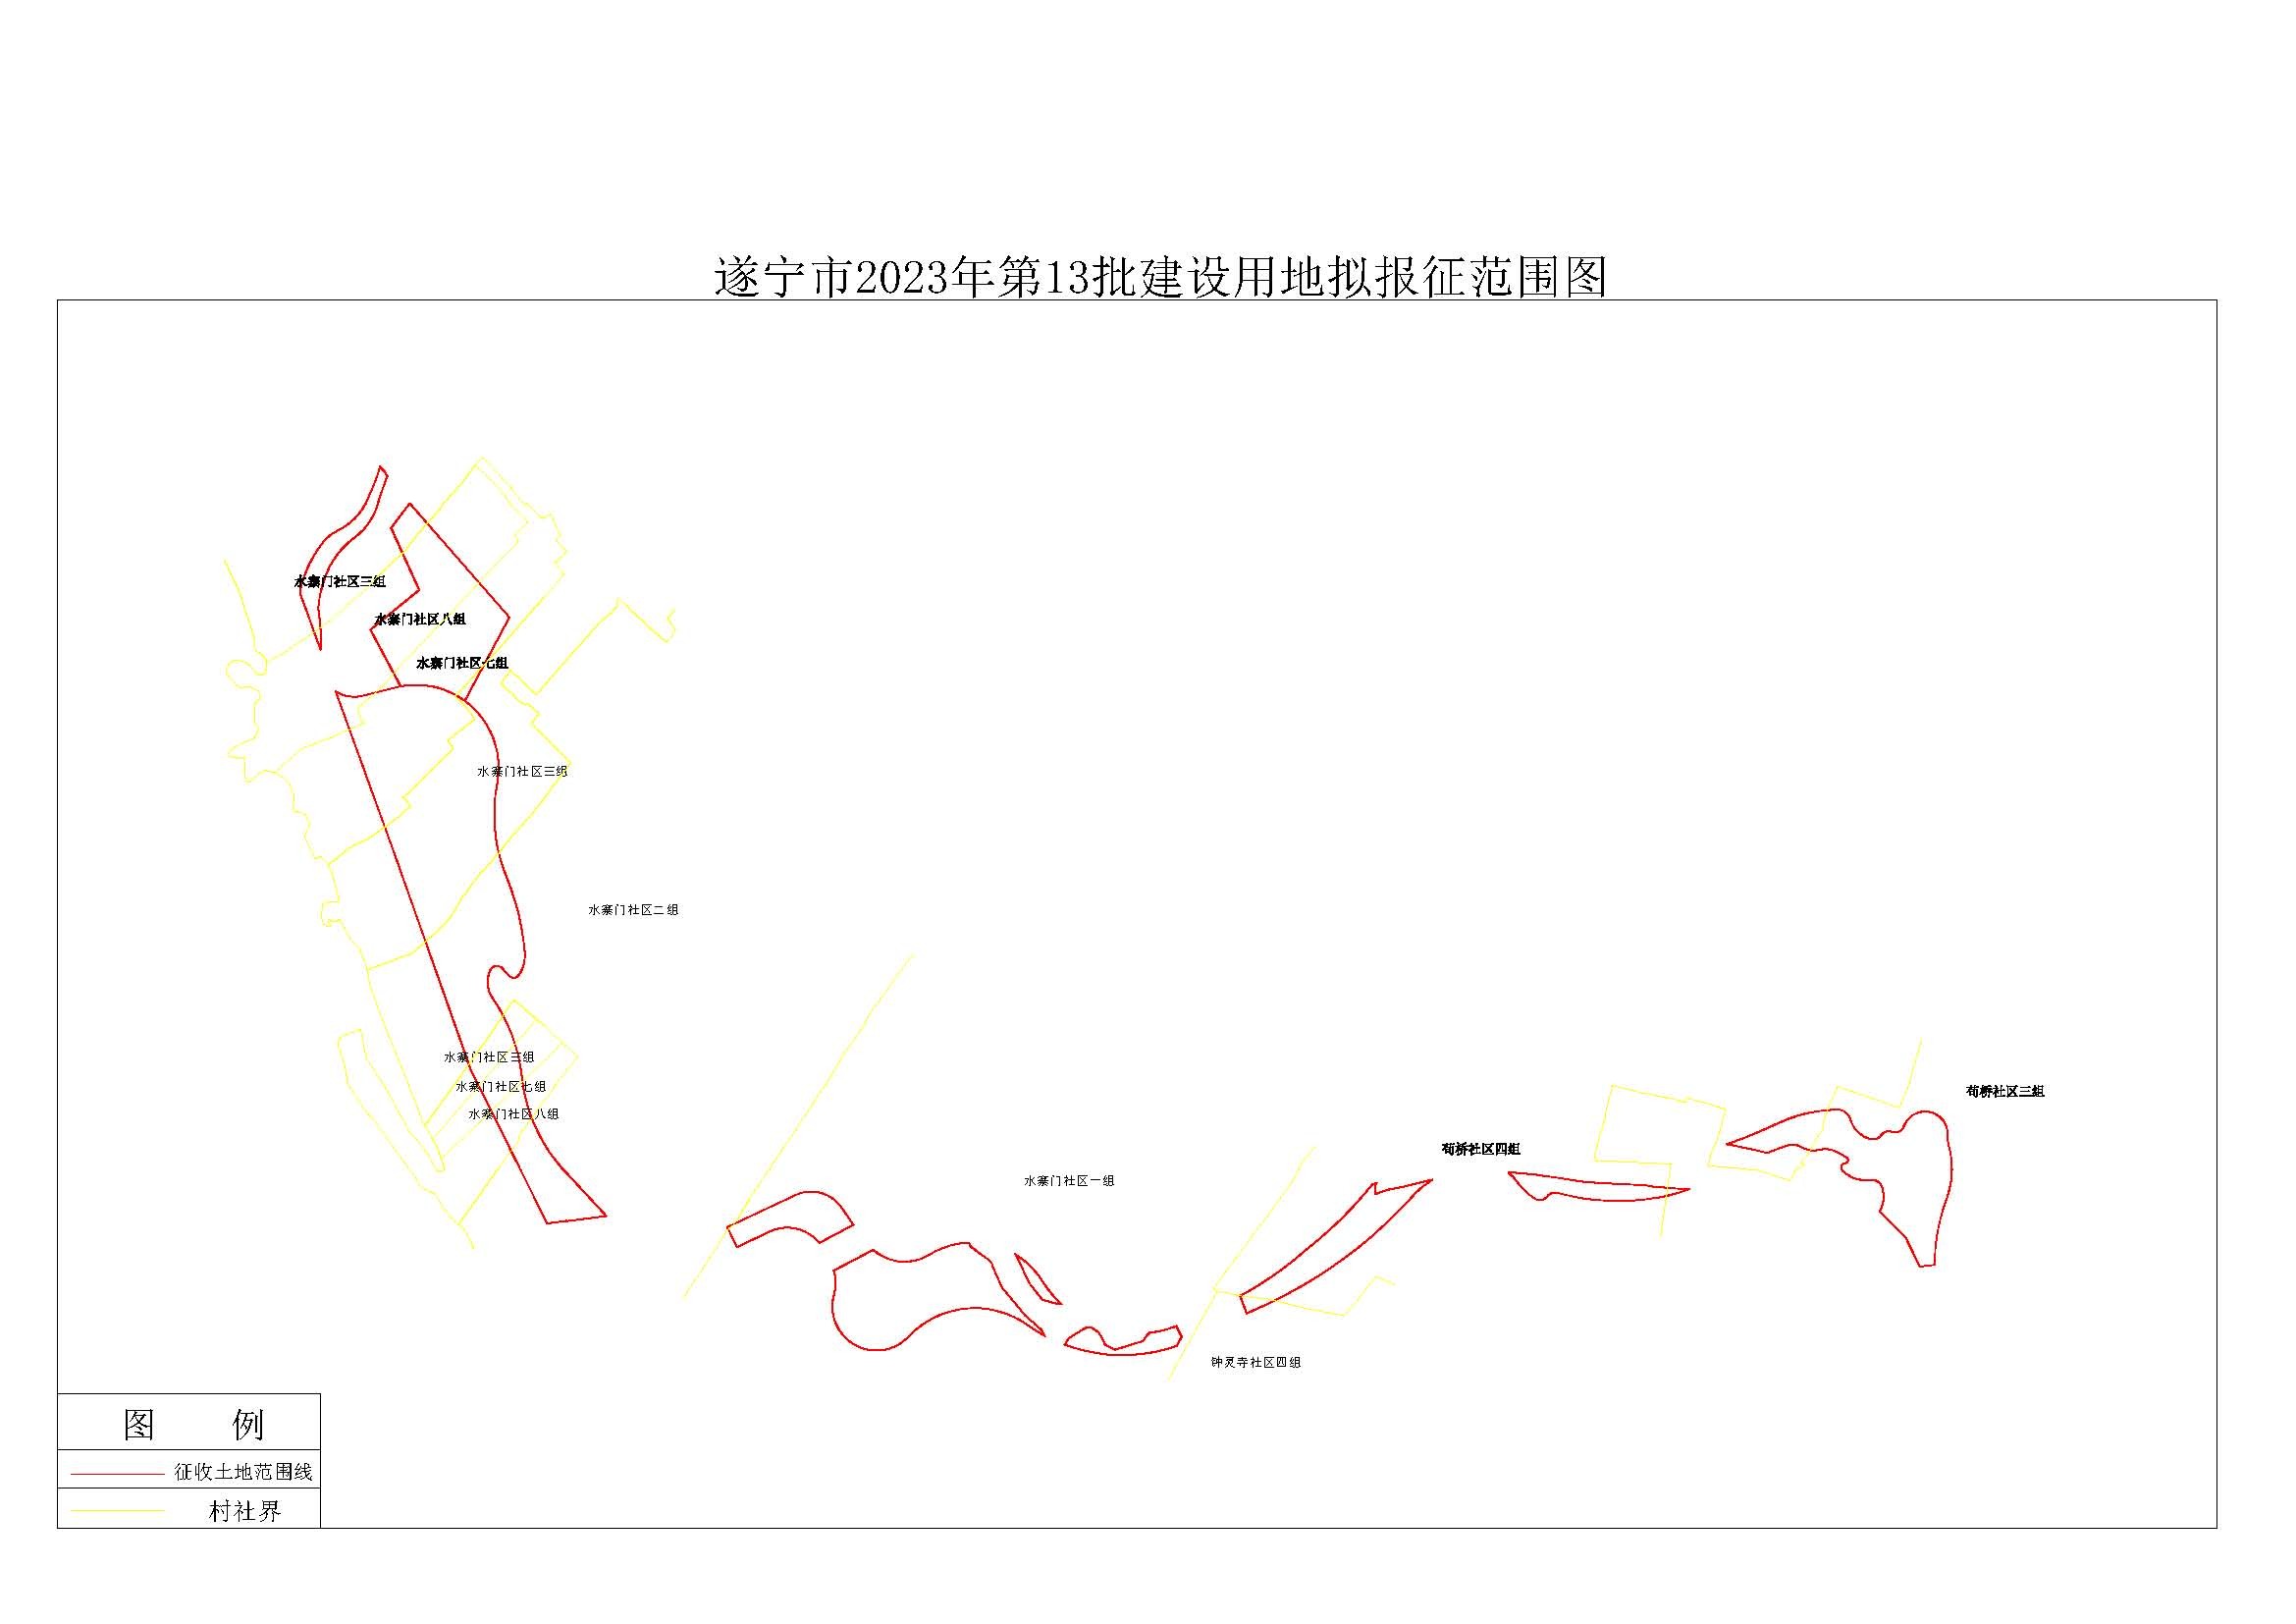 遂宁市2023年第13批建设用地拟报征范围图
水寨门社区三组
水寨门社区八组
水寨门社区七组
水寨门社区三组
水寨门社区二组
水寨门社区三组
水寨门社区七组
水寨门社区八组
水寨门社区一组
苟桥社区四组
苟桥社区三组
钟灵寺社区四组
图 例
征收土地范围线
村社界